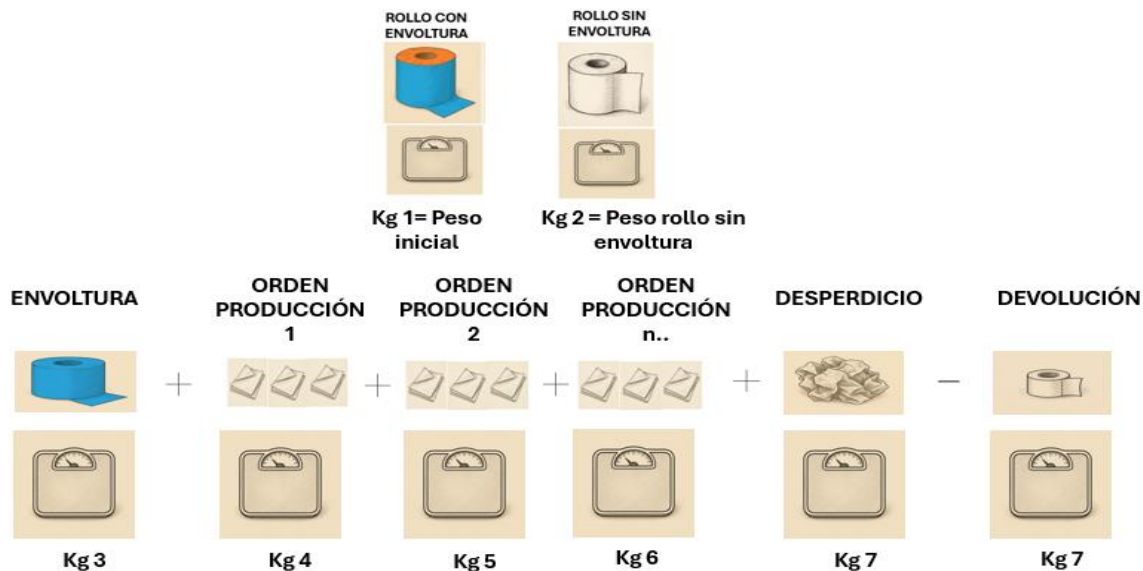 ROLLO CON
ENVOLTURA
ROLLO SIN
ENVOLTURA
Kg 1= Peso
inicial
Kg 2 = Peso rollo sin
envoltura
ENVOLTURA
ORDEN
PRODUCCIÓN
1
ORDEN
PRODUCCIÓN
2
ORDEN
PRODUCCIÓN
n..
DESPERDICIO
DEVOLUCIÓN
+
+
+
+
−
Kg 3
Kg 4
Kg 5
Kg 6
Kg 7
Kg 7